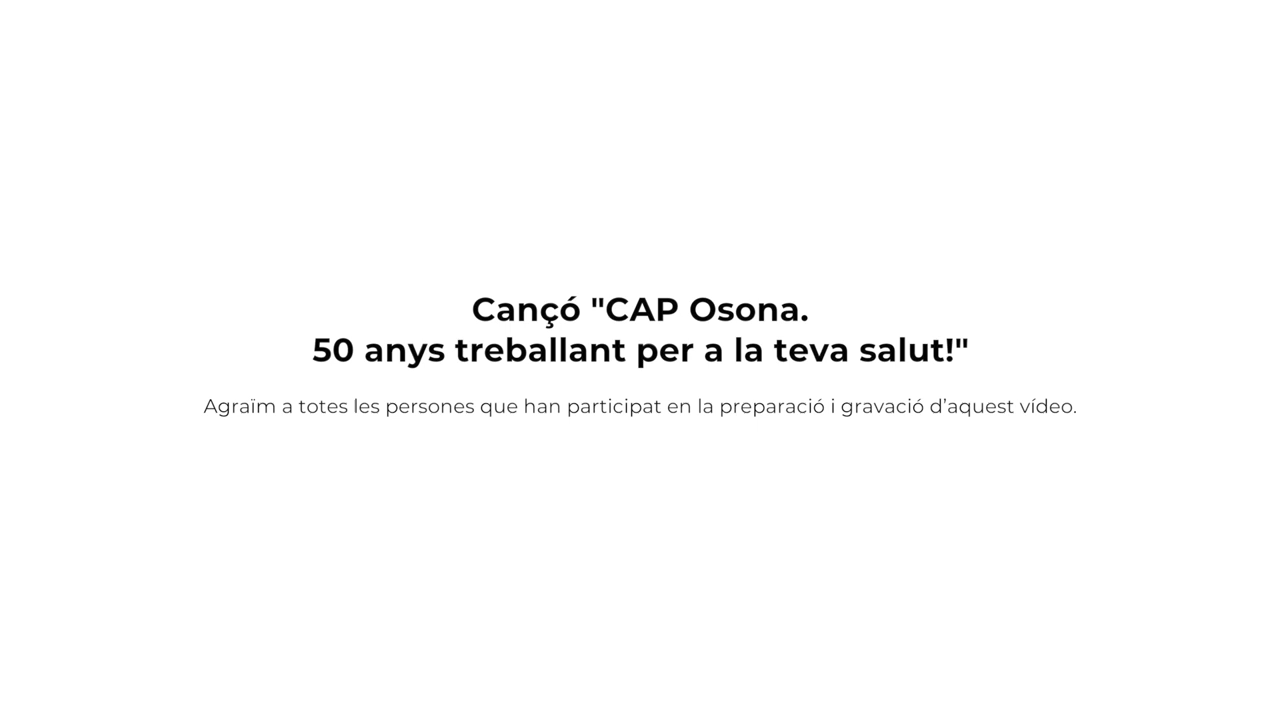 Cançó "CAP Osona.
50 anys treballant per a la teva salut!"
Agraïm a totes les persones que han participat en la preparació i gravació d’aquest vídeo.